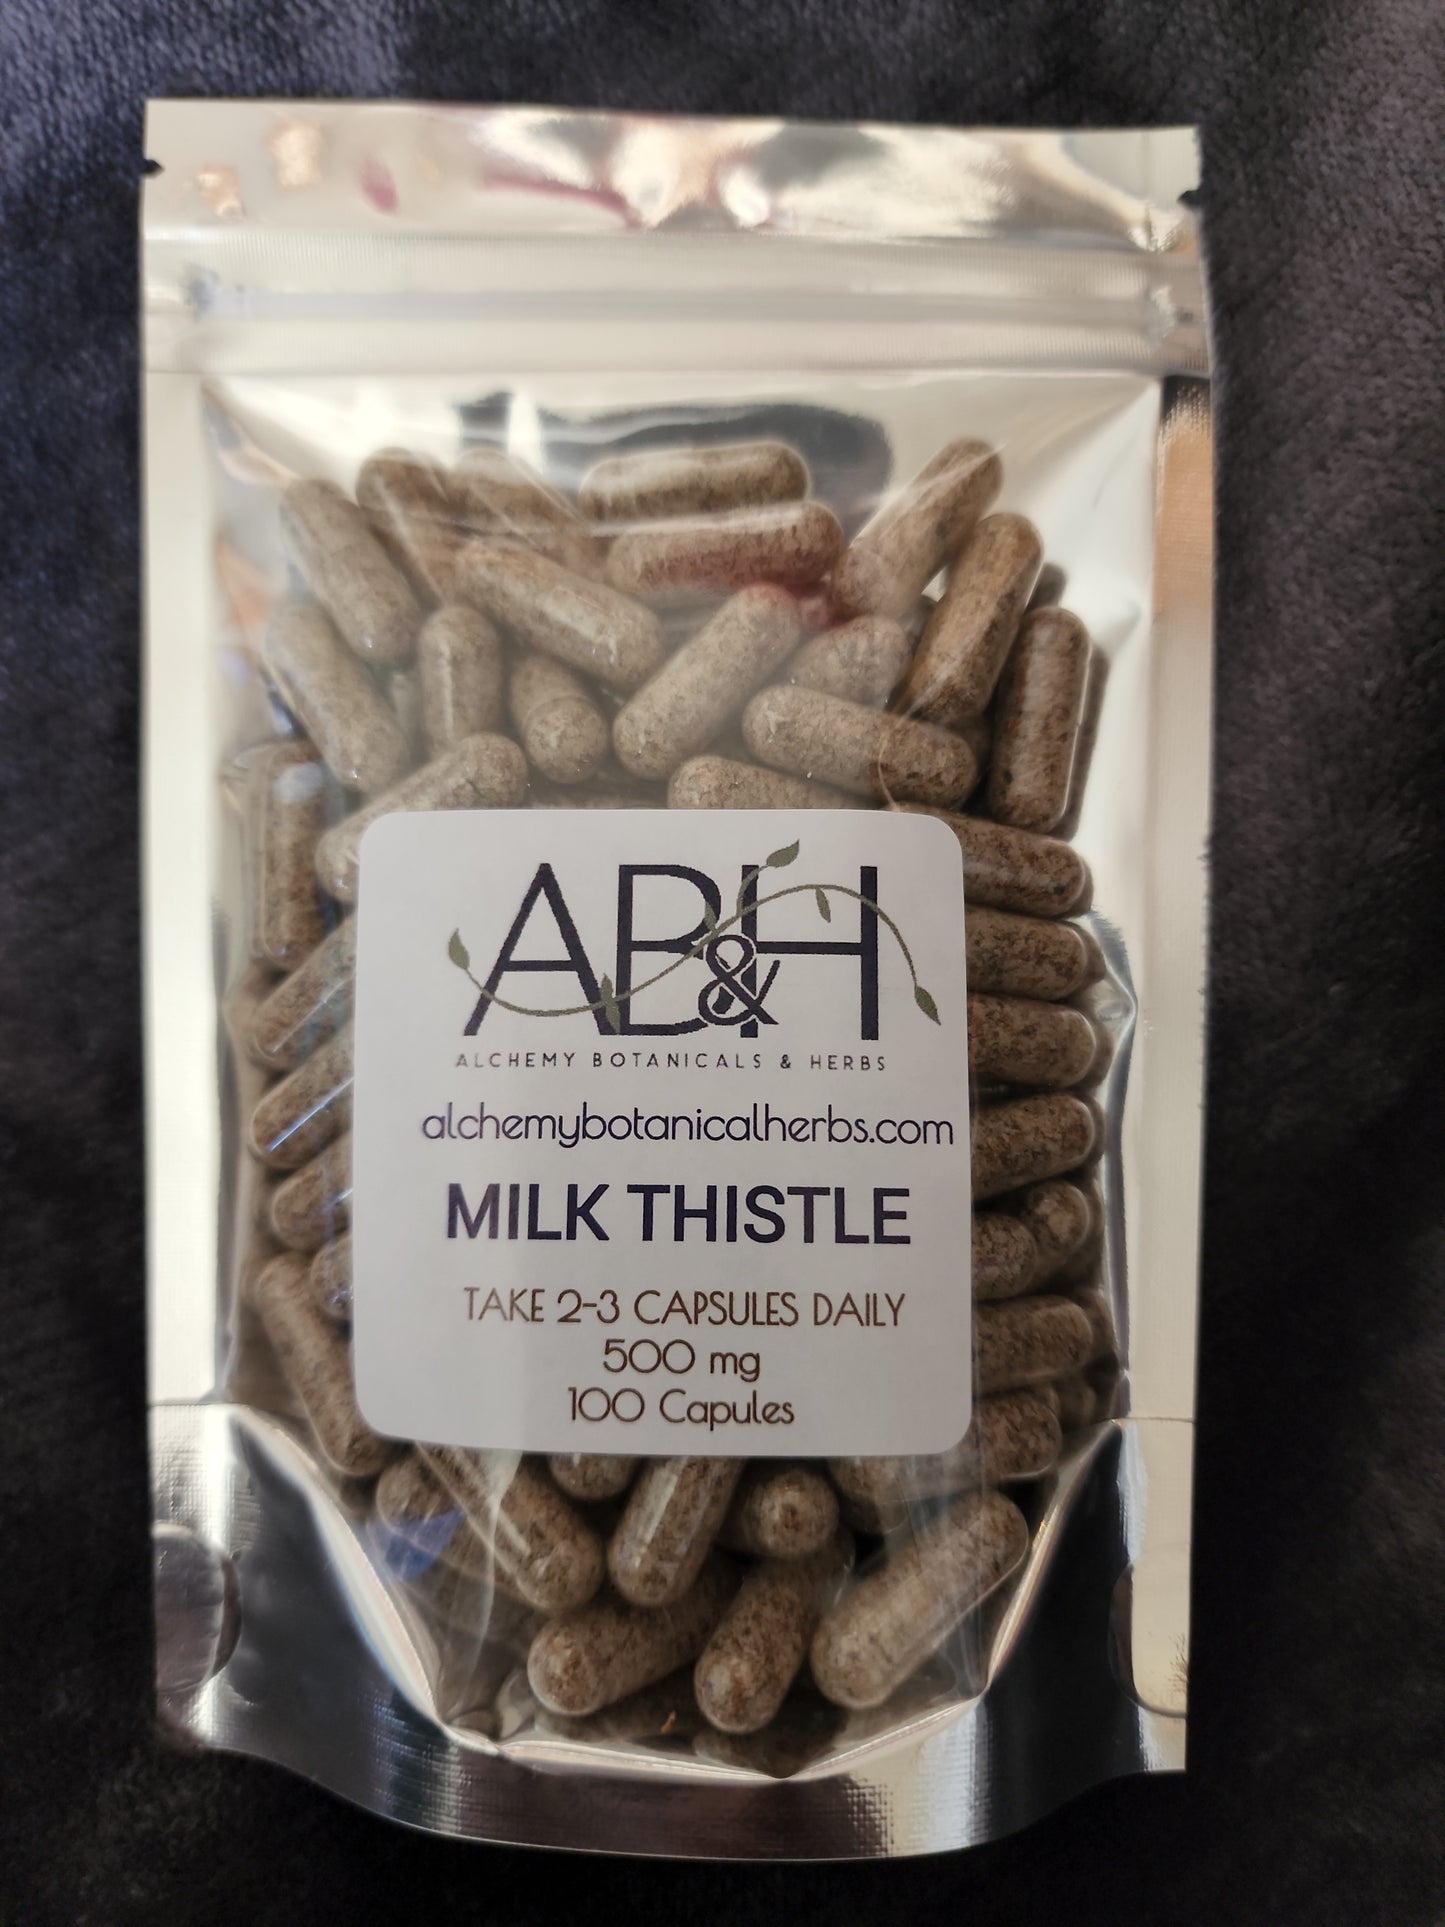 AB&H
ALCHEMY BOTANICALS & HERBS
alchemybotanicalherbs.com
MILK THISTLE
TAKE 2-3 CAPSULES DAILY
500 mg
100 Capules